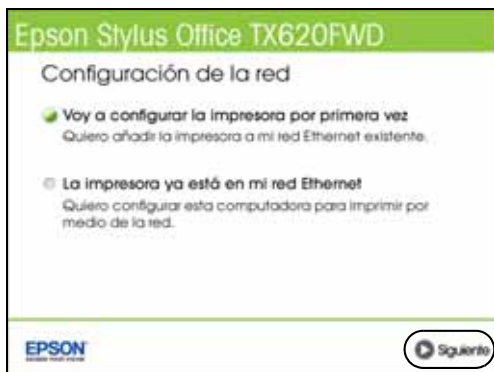 Epson Stylus Office TX620FWD
Configuración de la red
Voy a configurar la impresora por primera vez
Quiero añadir la impresora a mi red Ethernet existente.
La impresora ya está en mi red Ethernet
Quiero configurar esta computadora para imprimir por
medio de la red.
EPSON
Siguiente